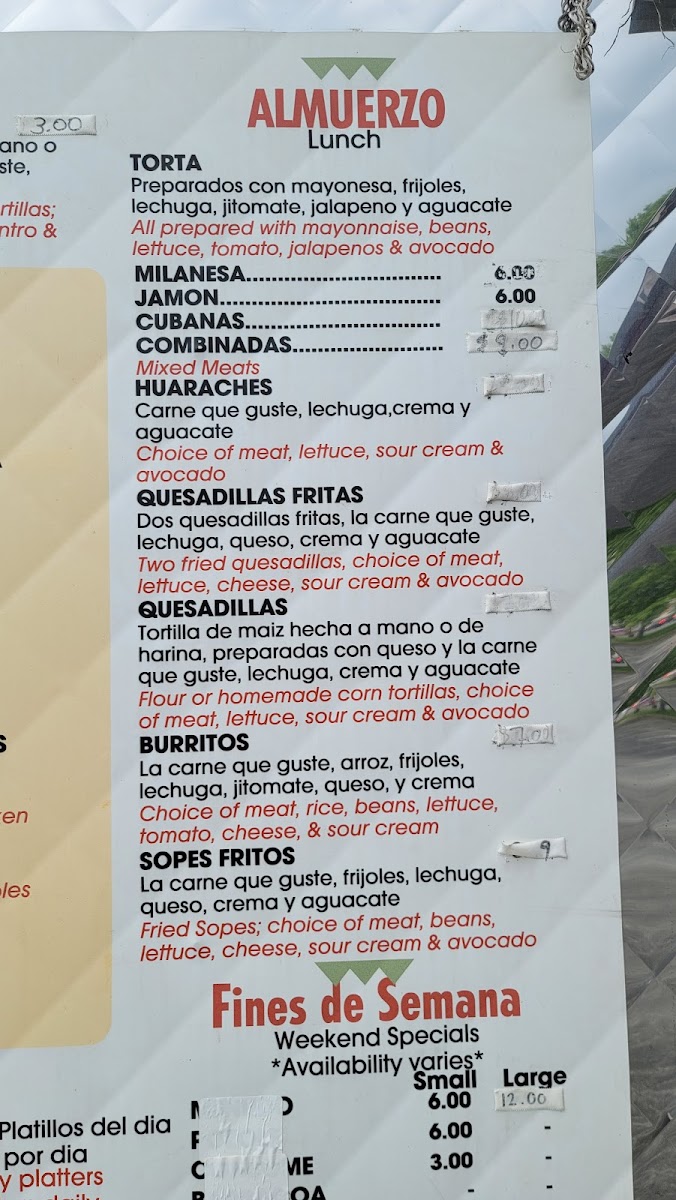 3.00
ano o
ste,
rtillas;
ntro &
ken
oles
Platillos del dia
por dia
y platters
daily
ALMUERZO
Lunch
TORTA
Preparados con mayonesa, frijoles,
lechuga, jitomate, jalapeno y aguacate
All prepared with mayonnaise, beans,
lettuce, tomato, jalapenos & avocado
MILANESA.............................. 6.00
JAMON.................................. 6.00
CUBANAS..............................
COMBINADAS....................... $9.00
Mixed Meats
HUARACHES
Carne que guste, lechuga,crema y
aguacate
Choice of meat, lettuce, sour cream &
avocado
QUESADILLAS FRITAS
Dos quesadillas fritas, la carne que guste,
lechuga, queso, crema y aguacate
Two fried quesadillas, choice of meat,
lettuce, cheese, sour cream & avocado
QUESADILLAS
Tortilla de maiz hecha a mano o de
harina, preparadas con queso y la carne
que guste, lechuga, crema y aguacate
Flour or homemade corn tortillas, choice
of meat, lettuce, sour cream & avocado
BURRITOS
La carne que guste, arroz, frijoles,
lechuga, jitomate, queso, y crema
Choice of meat, rice, beans, lettuce,
tomato, cheese, & sour cream
SOPES FRITOS 9
La carne que guste, frijoles, lechuga,
queso, crema y aguacate
Fried Sopes; choice of meat, beans,
lettuce, cheese, sour cream & avocado
Fines de Semana
Weekend Specials
*Availability varies*
Small Large
6.00 12.00
6.00 -
3.00 -
- -